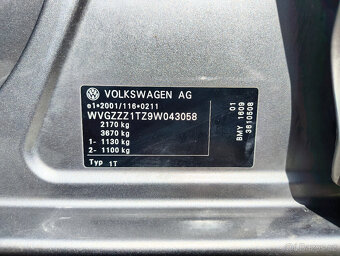 VOLKSWAGEN AG
e1*2001/116*0211
WVGZZZ1TZ9W043058
2170 kg
3670 kg
1- 1130 kg
2- 1100 kg
Typ 1T
01
BMY 1609
3610508